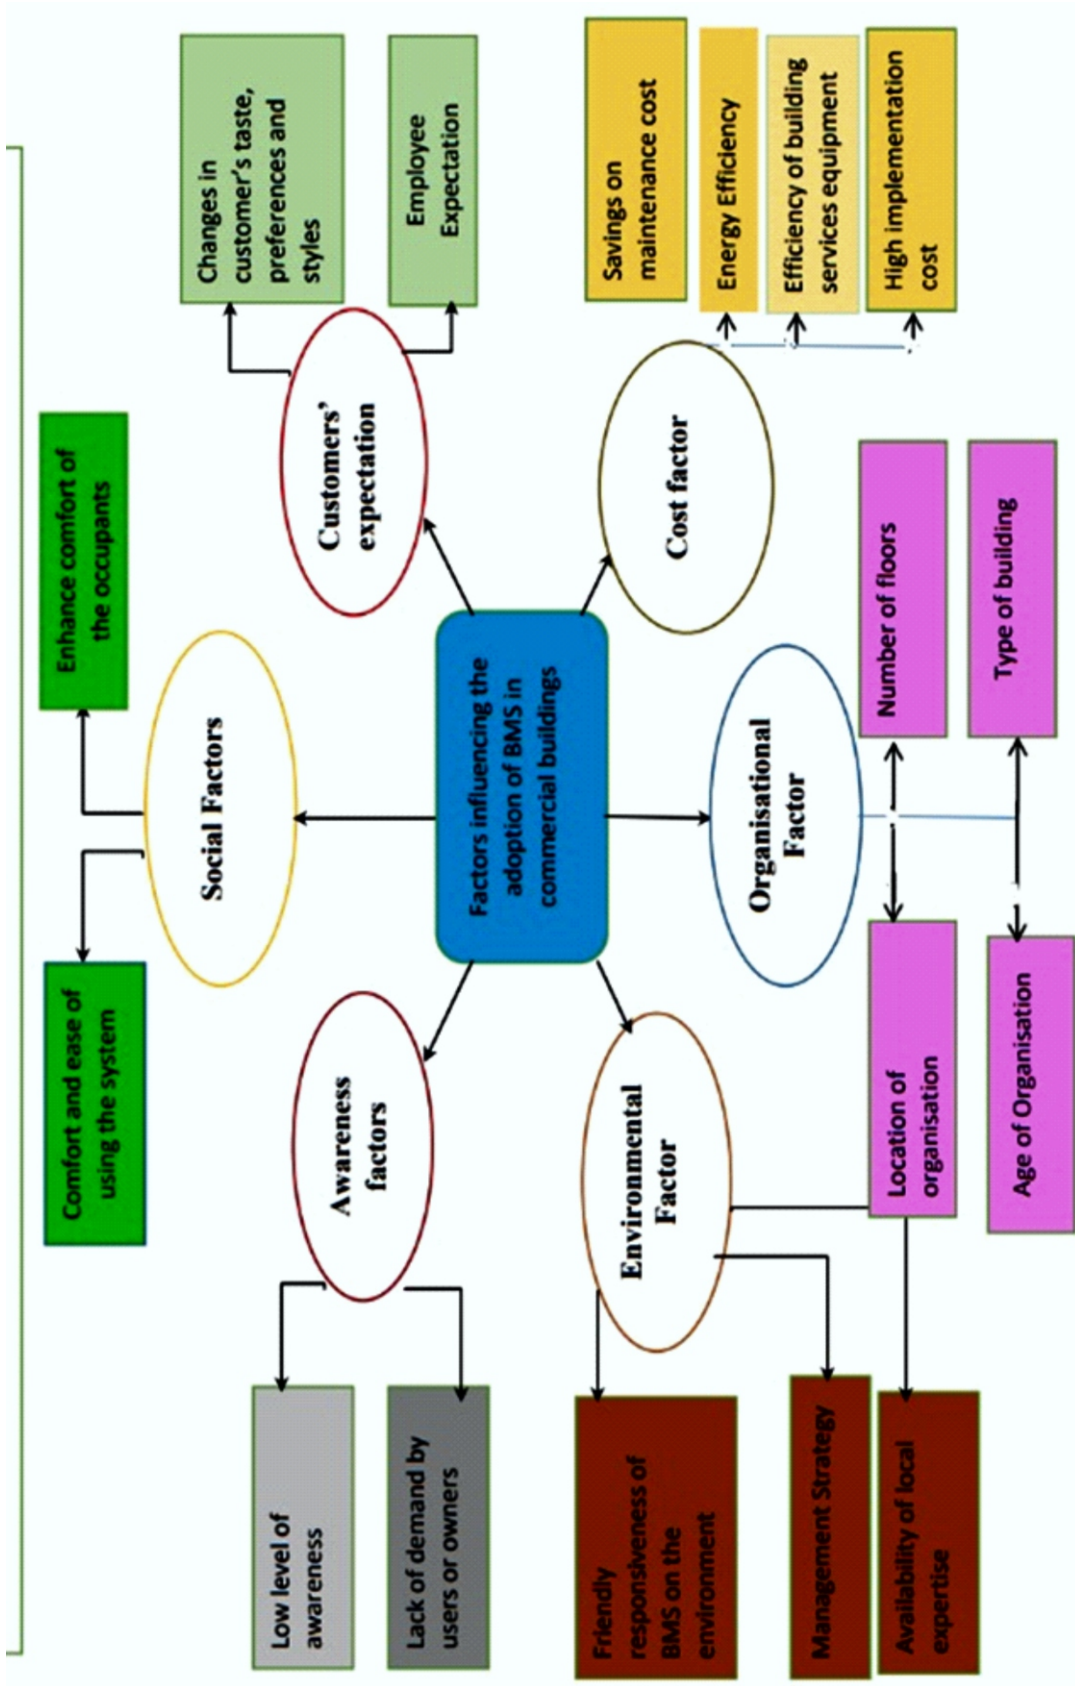 Comfort and ease of
using the system
Enhance comfort of
the occupants
Social Factors
Low level of
awareness
Lack of demand by
users or owners
Awareness
factors
Customers’
expectation
Changes in
customer’s taste,
preferences and
styles
Employee
Expectation
Factors influencing the
adoption of BMS in
commercial buildings
Friendly
responsiveness of
BMS on the
environment
Management Strategy
Availability of local
expertise
Environmental
Factor
Organisational
Factor
Cost factor
Savings on
maintenance cost
Energy Efficiency
Efficiency of building
services equipment
High implementation
cost
Location of
organisation
Number of floors
Age of Organisation
Type of building